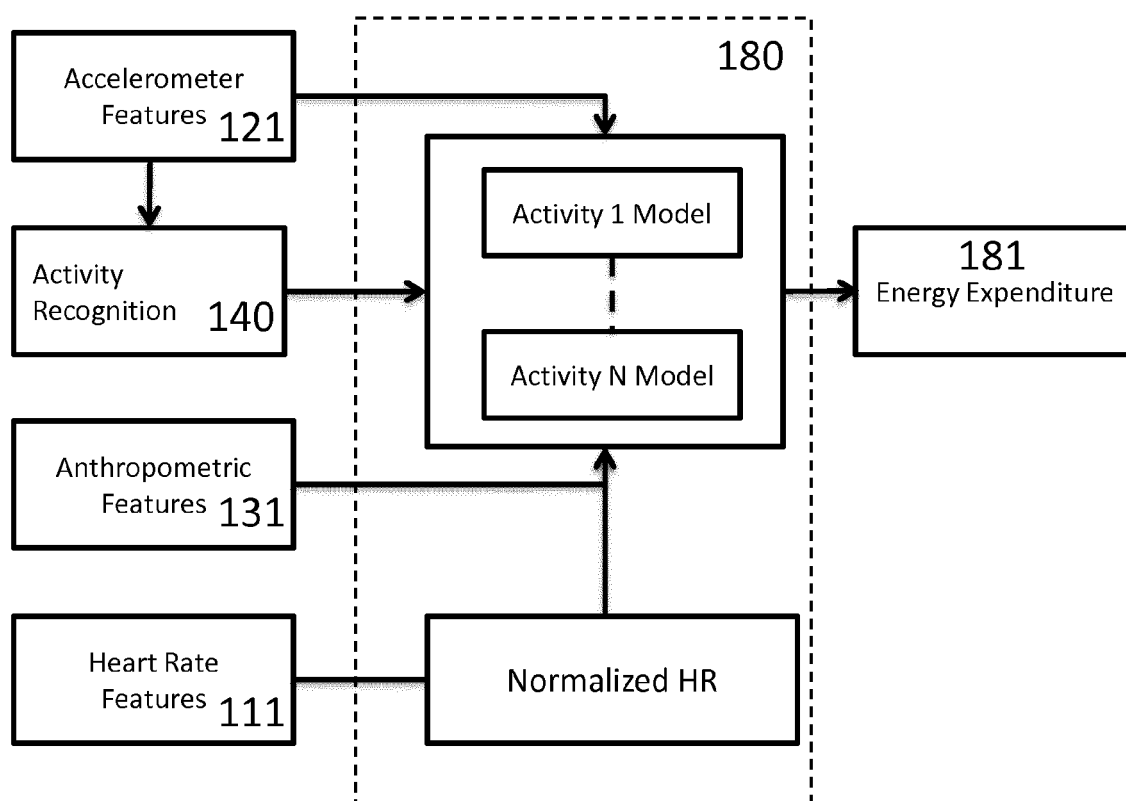 180
Accelerometer
Features 121
Activity 1 Model
Activity
Recognition 140
181
Energy Expenditure
Activity N Model
Anthropometric
Features 131
Heart Rate
Features 111
Normalized HR